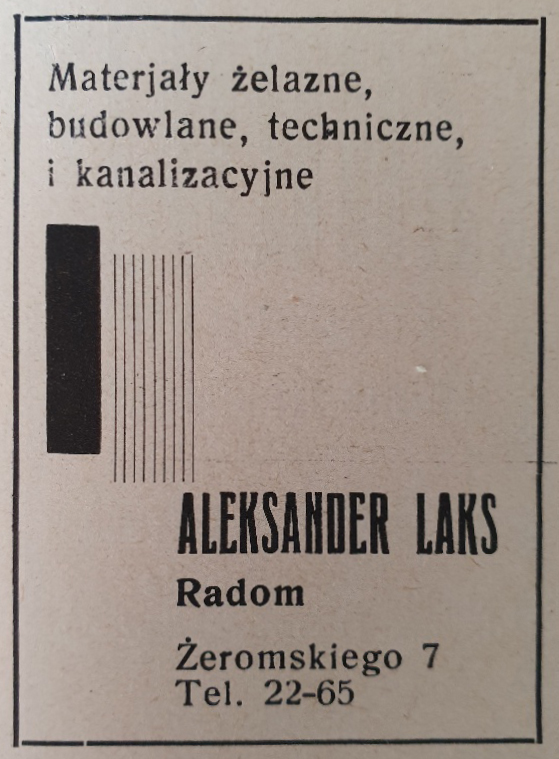 Materjały żelazne,
budowlane, techniczne,
i kanalizacyjne
ALEKSANDER LAKS
Radom
Żeromskiego 7
Tel. 22-65